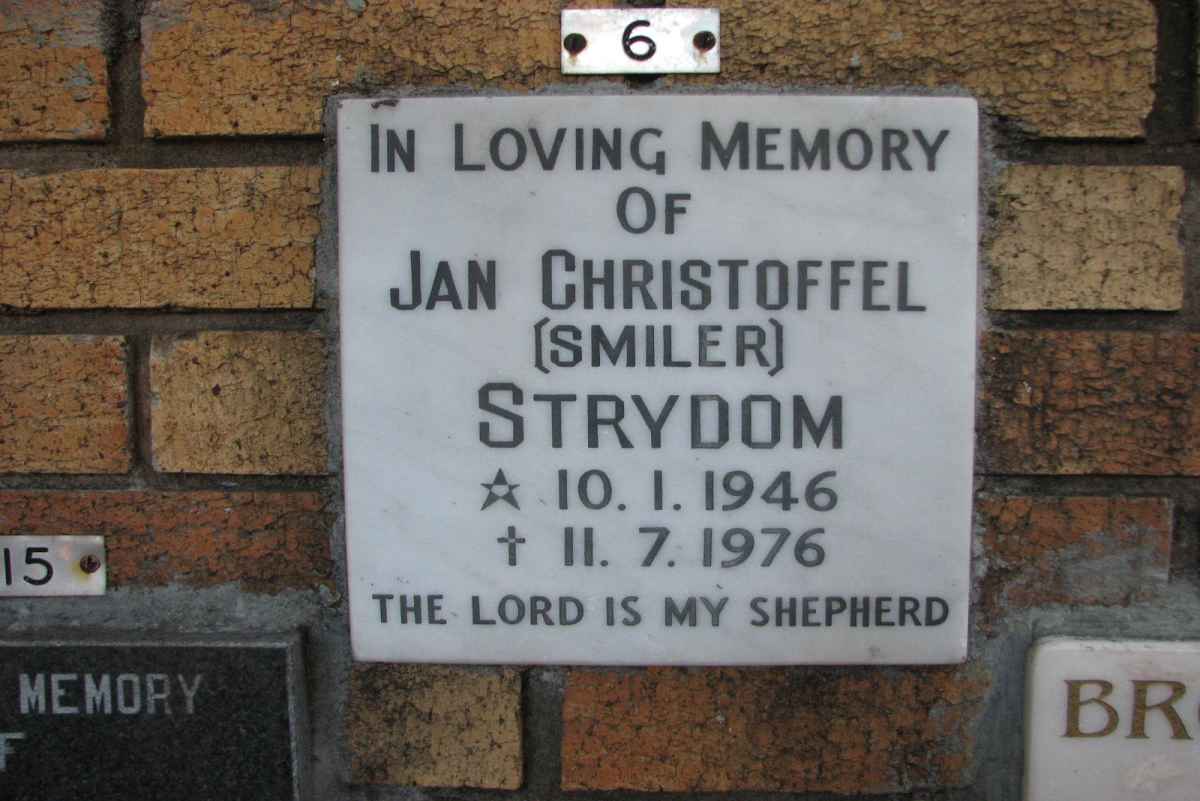 6
IN LOVING MEMORY
OF
JAN CHRISTOFFEL
(SMILER)
STRYDOM
☆ 10. 1. 1946
✝ 11. 7. 1976
THE LORD IS MY SHEPHERD
15
MEMORY